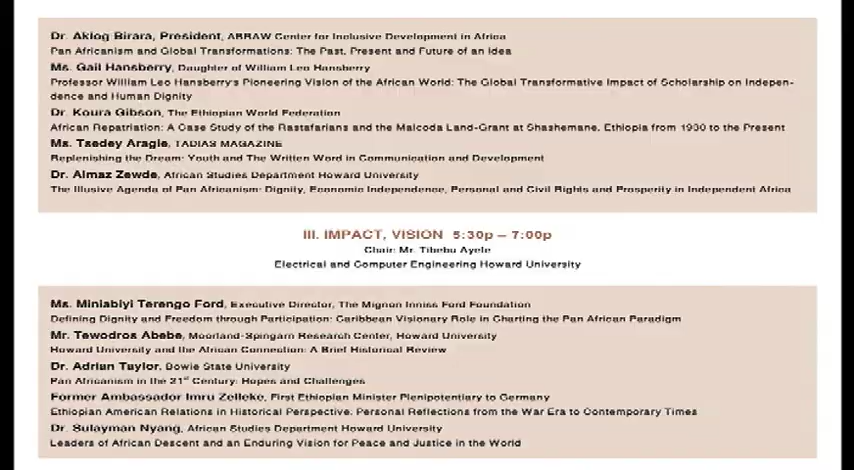 Dr. Aklog Birara, President, ABRAW Center for Inclusive Development in Africa
Pan Africanism and Global Transformations: The Past, Present and Future of an Idea
Ms. Gail Hansberry, Daughter of William Leo Hansberry
Professor William Leo Hansberry's Pioneering Vision of the African World: The Global Transformative Impact of Scholarship on Indepen-
dence and Human Dignity
Dr. Koura Gibson, The Ethiopian World Federation
African Repatriation: A Case Study of the Rastafarians and the Malcoda Land-Grant at Shashemane, Ethiopia from 1930 to the Present
Ms. Tsedey Aragie, TADIAS MAGAZINE
Replenishing the Dream: Youth and The Written Word in Communication and Development
Dr. Almaz Zewde, African Studies Department Howard University
The Illusive Agenda of Pan Africanism: Dignity, Economic Independence, Personal and Civil Rights and Prosperity in Independent Africa
III. IMPACT, VISION 5:30p – 7:00p
Chair: Mr. Tibebu Ayele
Electrical and Computer Engineering Howard University
Ms. Miniabiyi Terengo Ford, Executive Director, The Mignon Inniss Ford Foundation
Defining Dignity and Freedom through Participation: Caribbean Visionary Role in Charting the Pan African Paradigm
Mr. Tewodros Abebe, Moorland-Spingarn Research Center, Howard University
Howard University and the African Connection: A Brief Historical Review
Dr. Adrian Taylor, Bowie State University
Pan Africanism in the 21st Century: Hopes and Challenges
Former Ambassador Imru Zelleke, First Ethiopian Minister Plenipotentiary to Germany
Ethiopian American Relations in Historical Perspective. Personal Reflections from the War Era to Contemporary Times
Dr. Sulayman Nyang, African Studies Department Howard University
Leaders of African Descent and an Enduring Vision for Peace and Justice in the World